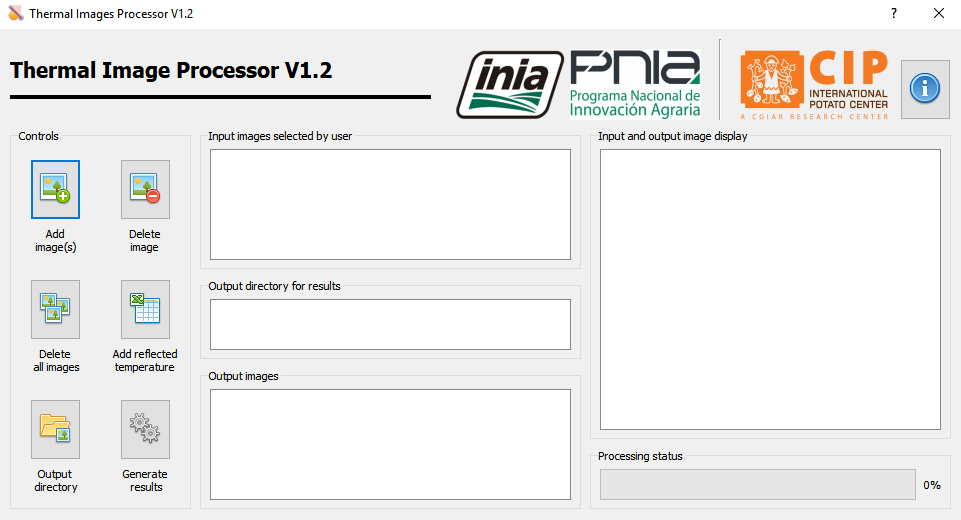 Thermal Images Processor V1.2
?
Thermal Image Processor V1.2
inia
PNIA
Programa Nacional de
Innovación Agraria
CIP
INTERNATIONAL
POTATO CENTER
A CGIAR RESEARCH CENTER
i
Controls
Add
image(s)
Delete
image
Delete
all images
Add reflected
temperature
Output
directory
Generate
results
Input images selected by user
Output directory for results
Output images
Input and output image display
Processing status
0%